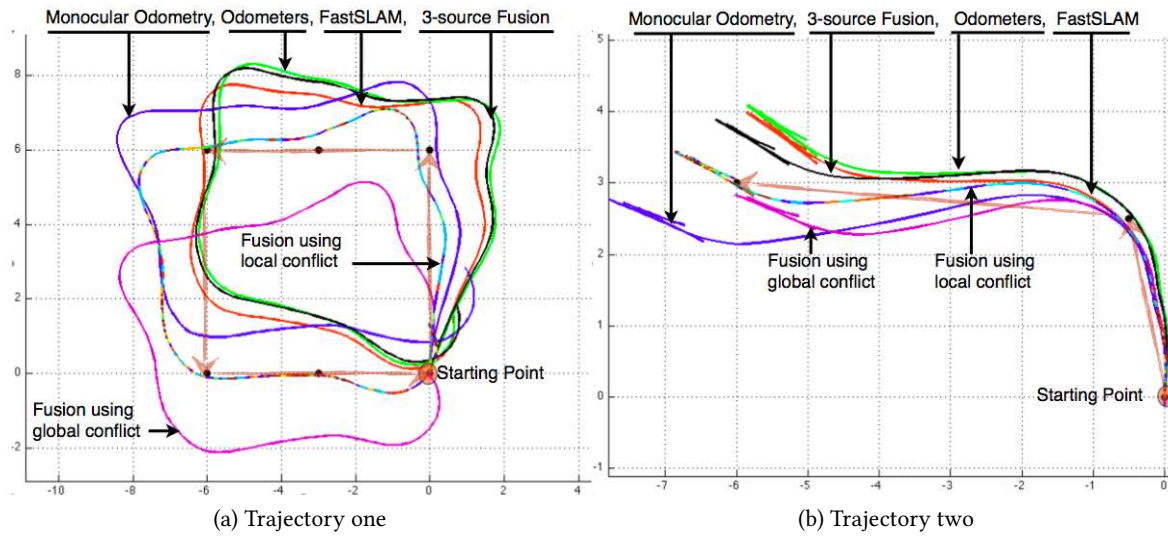 Monocular Odometry, Odometers, FastSLAM, 3-source Fusion
8
6
4
2
0
-2
-10
-8
-6
-4
-2
0
2
4
Fusion using
local conflict
Starting Point
Fusion using
global conflict
(a) Trajectory one
Monocular Odometry, 3-source Fusion, Odometers, FastSLAM
5
4
3
2
1
0
-1
-7
-6
-5
-4
-3
-2
-1
0
Fusion using
global conflict
Fusion using
local conflict
Starting Point
(b) Trajectory two